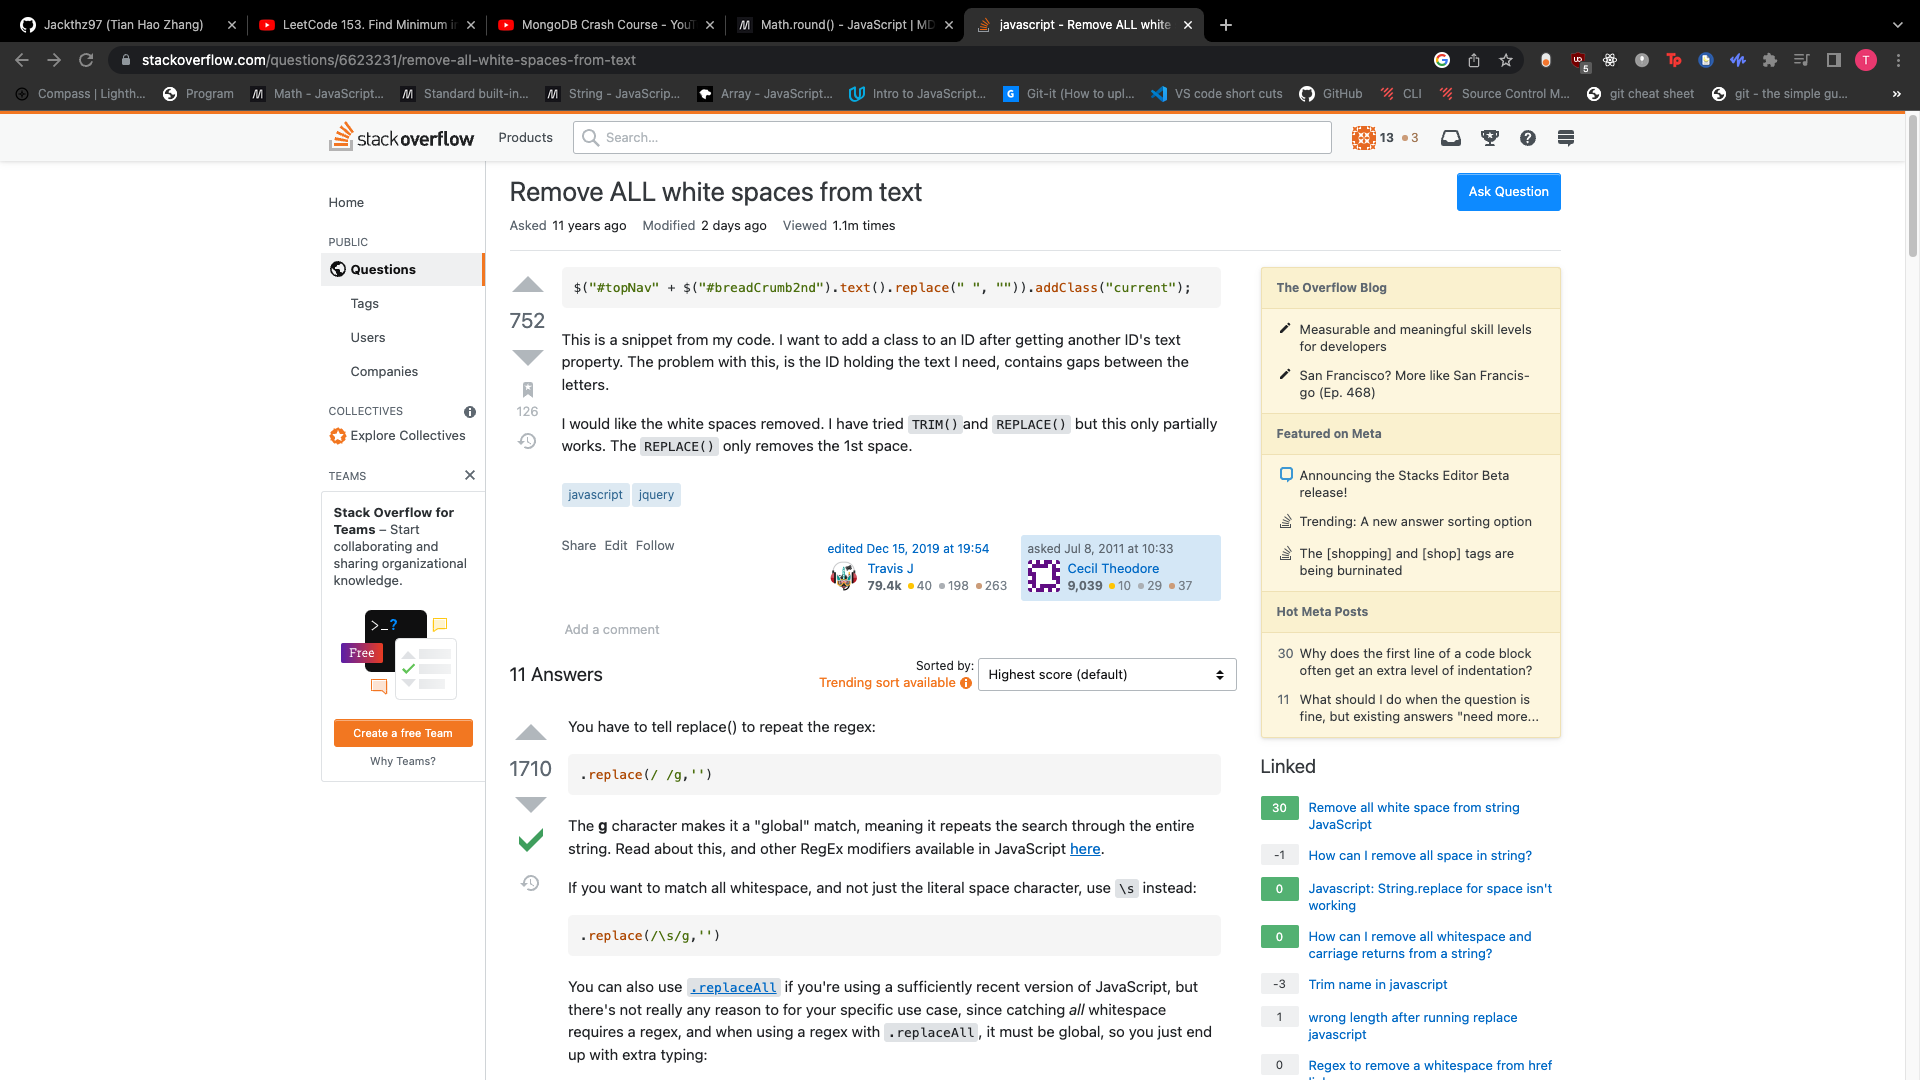 Jackthz97 (Tian Hao Zhang)
LeetCode 153. Find Minimum in
MongoDB Crash Course - YouT
Math.round() - JavaScript | MD
javascript - Remove ALL white
stackoverflow.com/questions/6623231/remove-all-white-spaces-from-text
Compass | Lighth...
Program
Math - JavaScript...
Standard built-in...
String - JavaScrip...
Array - JavaScript...
Intro to JavaScript...
Git-it (How to upl...
VS code short cuts
GitHub
CLI
Source Control M...
git cheat sheet
git - the simple gu...
»
stackoverflow
Products
Search...
13
3
Home
PUBLIC
Questions
Tags
Users
Companies
COLLECTIVES
Explore Collectives
TEAMS
Stack Overflow for
Teams – Start
collaborating and
sharing organizational
knowledge.
>_?
Free
Create a free Team
Why Teams?
Remove ALL white spaces from text
Ask Question
Asked 11 years ago Modified 2 days ago Viewed 1.1m times
752
126
$("#topNav" + $("#breadCrumb2nd").text().replace(" ", "")).addClass("current");
This is a snippet from my code. I want to add a class to an ID after getting another ID's text
property. The problem with this, is the ID holding the text I need, contains gaps between the
letters.
I would like the white spaces removed. I have tried TRIM() and REPLACE() but this only partially
works. The REPLACE() only removes the 1st space.
javascript jquery
Share Edit Follow
edited Dec 15, 2019 at 19:54
Travis J
79.4k 40 198 263
asked Jul 8, 2011 at 10:33
Cecil Theodore
9,039 10 29 37
Add a comment
11 Answers
Sorted by:
Trending sort available
Highest score (default)
1710
You have to tell replace() to repeat the regex:
.replace(/ /g,'')
The g character makes it a "global" match, meaning it repeats the search through the entire
string. Read about this, and other RegEx modifiers available in JavaScript here.
If you want to match all whitespace, and not just the literal space character, use \s instead:
.replace(/\s/g,'')
You can also use .replaceAll if you're using a sufficiently recent version of JavaScript, but
there's not really any reason to for your specific use case, since catching all whitespace
requires a regex, and when using a regex with .replaceAll, it must be global, so you just end
up with extra typing:
The Overflow Blog
Measurable and meaningful skill levels
for developers
San Francisco? More like San Francis-
go (Ep. 468)
Featured on Meta
Announcing the Stacks Editor Beta
release!
Trending: A new answer sorting option
The [shopping] and [shop] tags are
being burninated
Hot Meta Posts
30 Why does the first line of a code block
often get an extra level of indentation?
11 What should I do when the question is
fine, but existing answers "need more...
Linked
30 Remove all white space from string
JavaScript
-1 How can I remove all space in string?
0 Javascript: String.replace for space isn't
working
0 How can I remove all whitespace and
carriage returns from a string?
-3 Trim name in javascript
1 wrong length after running replace
javascript
0 Regex to remove a whitespace from href